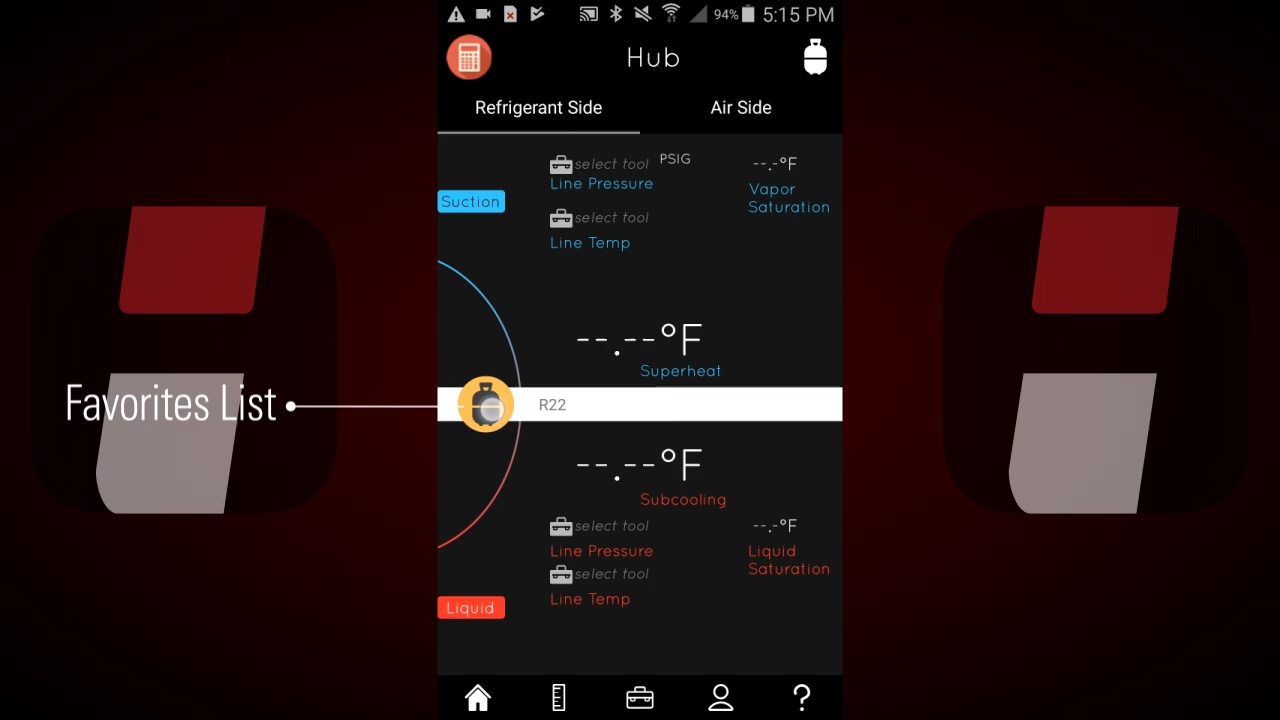 94% 5:15 PM
Hub
Refrigerant Side Air Side
select tool PSIG --.-°F
Line Pressure Vapor
Saturation
Suction
select tool
Line Temp
--.--°F
Superheat
Favorites List
R22
--.--°F
Subcooling
select tool --.-°F
Line Pressure Liquid
Saturation
select tool
Line Temp
Liquid